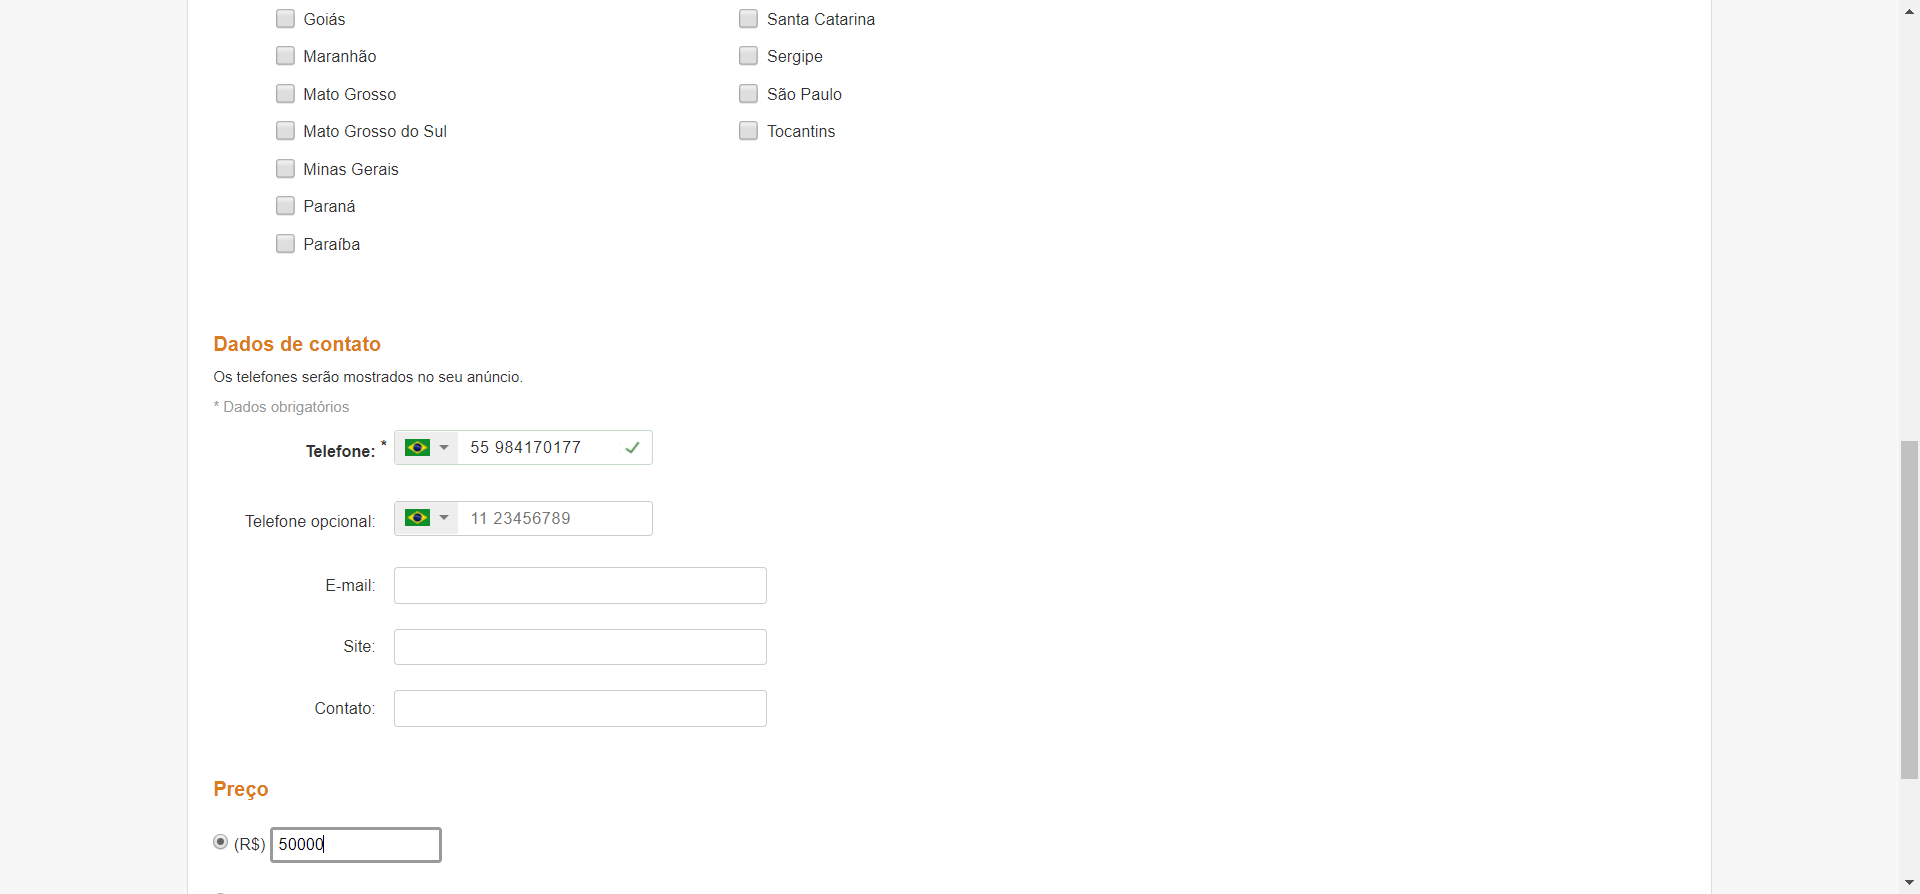 Goiás
Maranhão
Mato Grosso
Mato Grosso do Sul
Minas Gerais
Paraná
Paraíba
Santa Catarina
Sergipe
São Paulo
Tocantins
Dados de contato
Os telefones serão mostrados no seu anúncio.
* Dados obrigatórios
Telefone: * 55 984170177
Telefone opcional: 11 23456789
E-mail:
Site:
Contato:
Preço
(R$) 50000